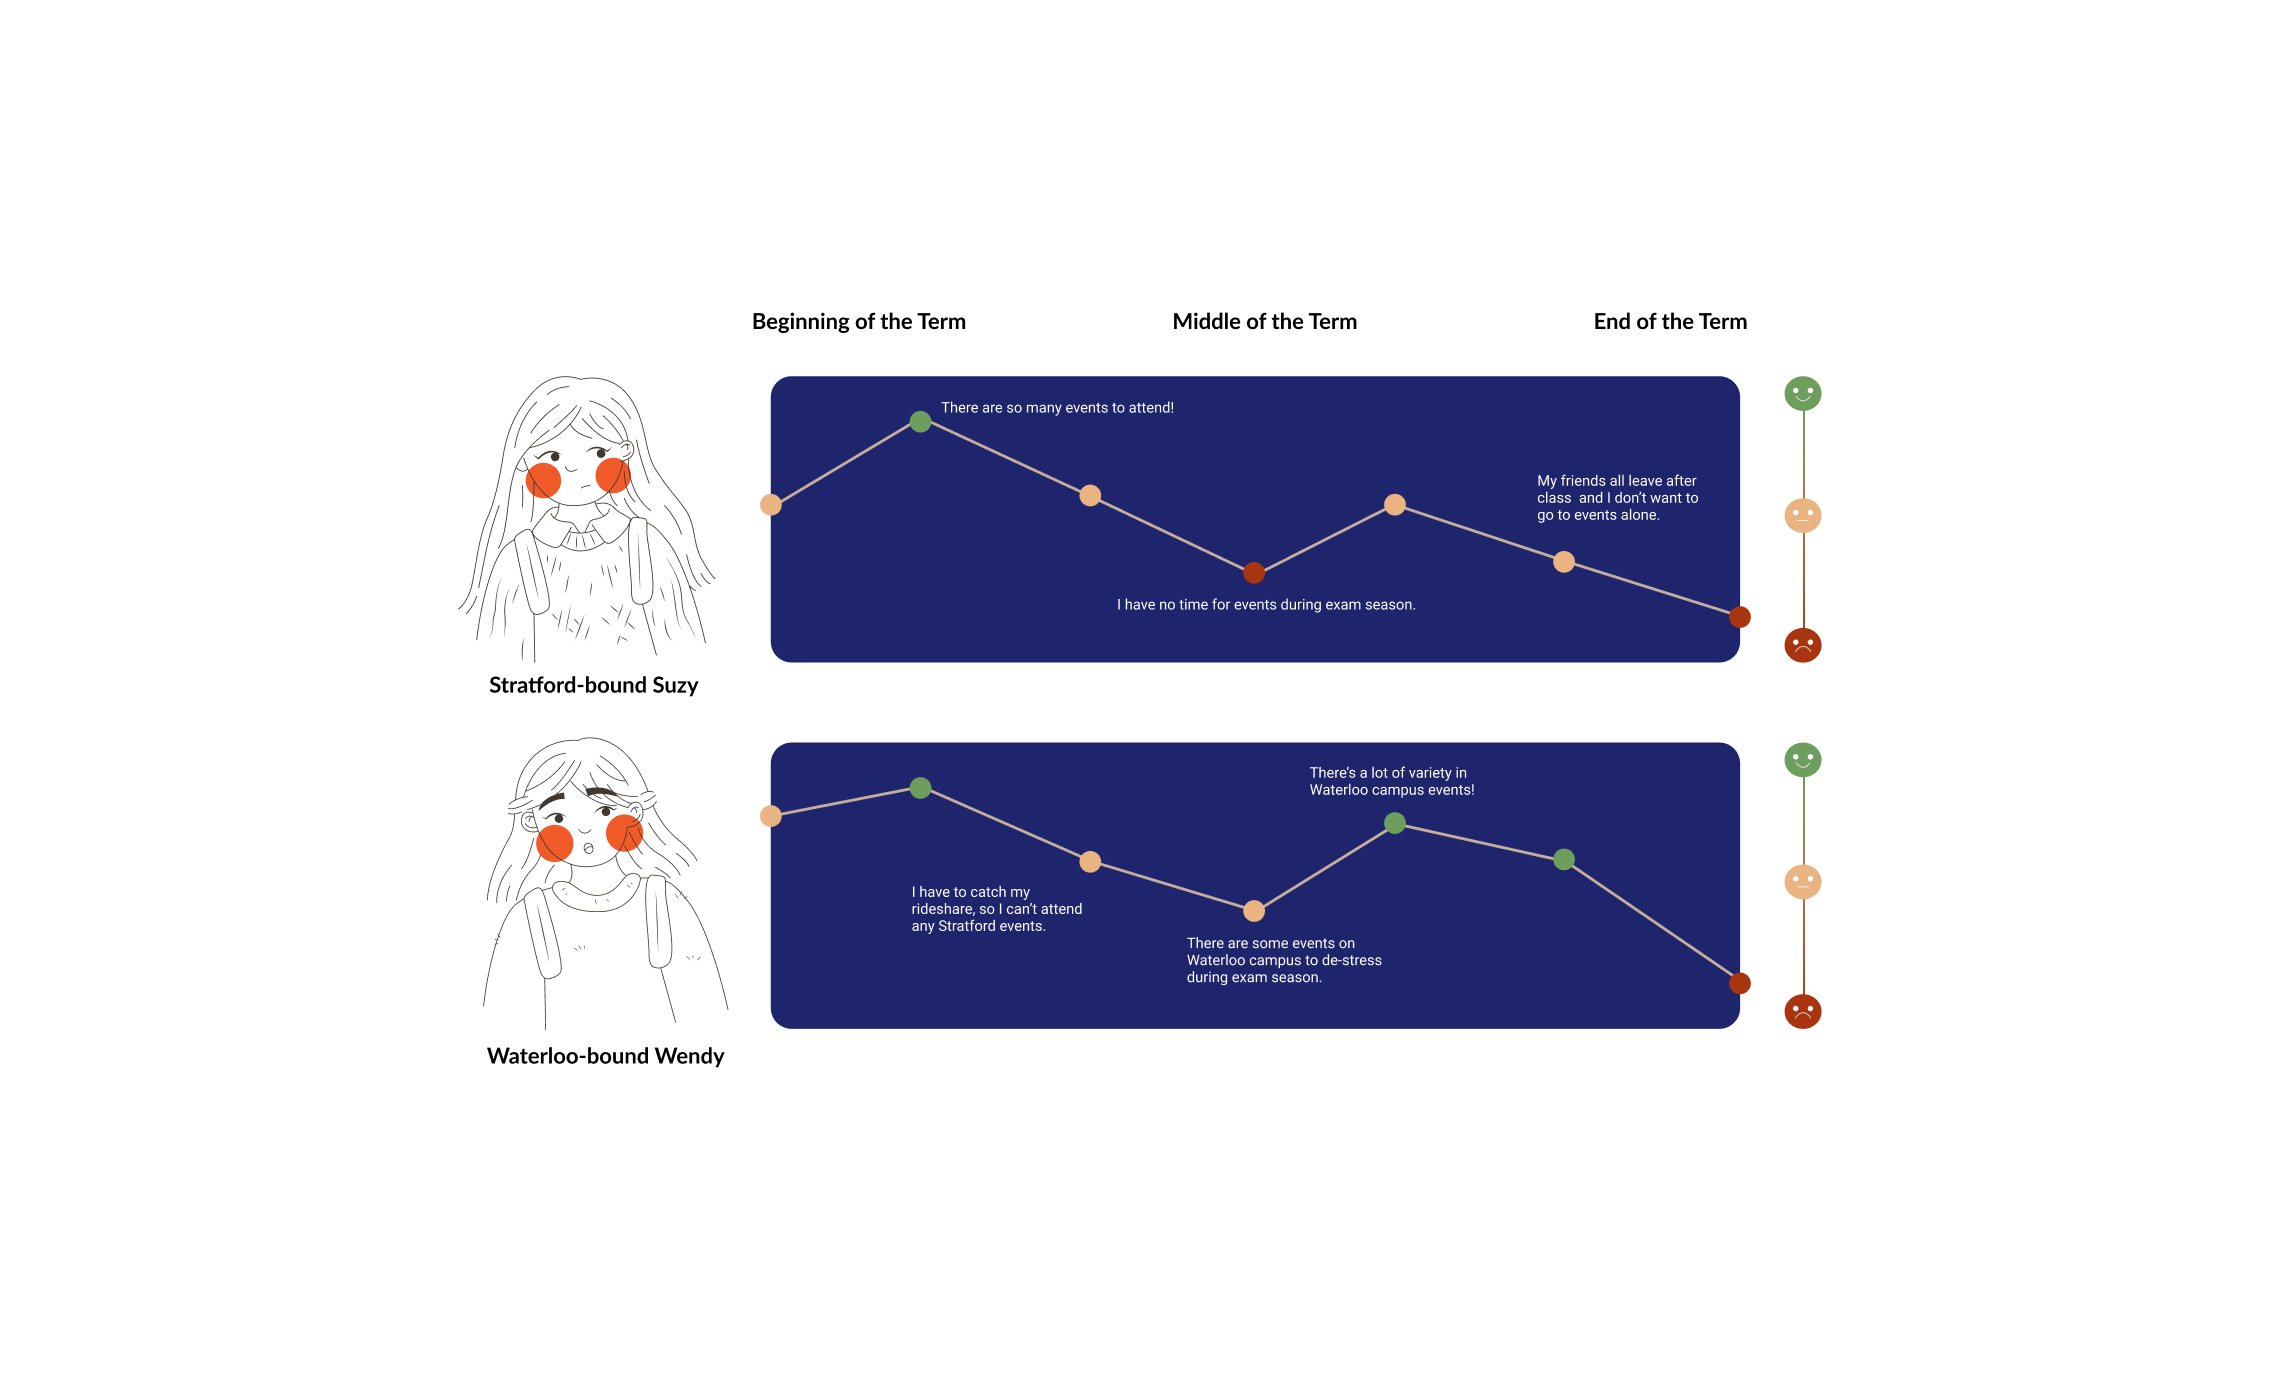 Beginning of the Term
Middle of the Term
End of the Term
There are so many events to attend!
My friends all leave after
class and I don't want to
go to events alone.
I have no time for events during exam season.
Stratford-bound Suzy
There's a lot of variety in
Waterloo campus events!
I have to catch my
rideshare, so I can't attend
any Stratford events.
There are some events on
Waterloo campus to de-stress
during exam season.
Waterloo-bound Wendy